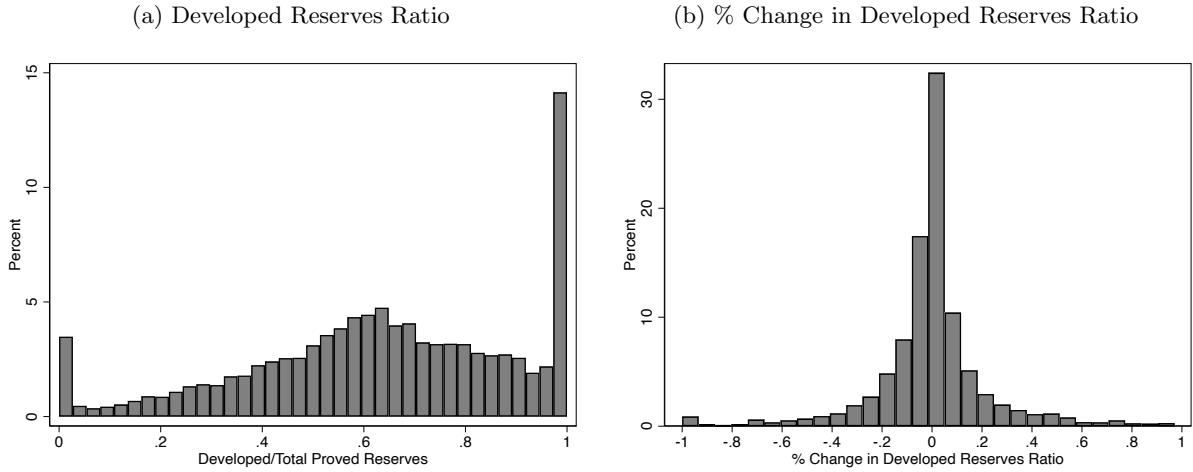 (a) Developed Reserves Ratio
15
10
5
0
Percent
0 .2 .4 .6 .8 1
Developed/Total Proved Reserves
(b) % Change in Developed Reserves Ratio
30
20
10
0
Percent
-1 -.8 -.6 -.4 -.2 0 .2 .4 .6 .8 1
% Change in Developed Reserves Ratio